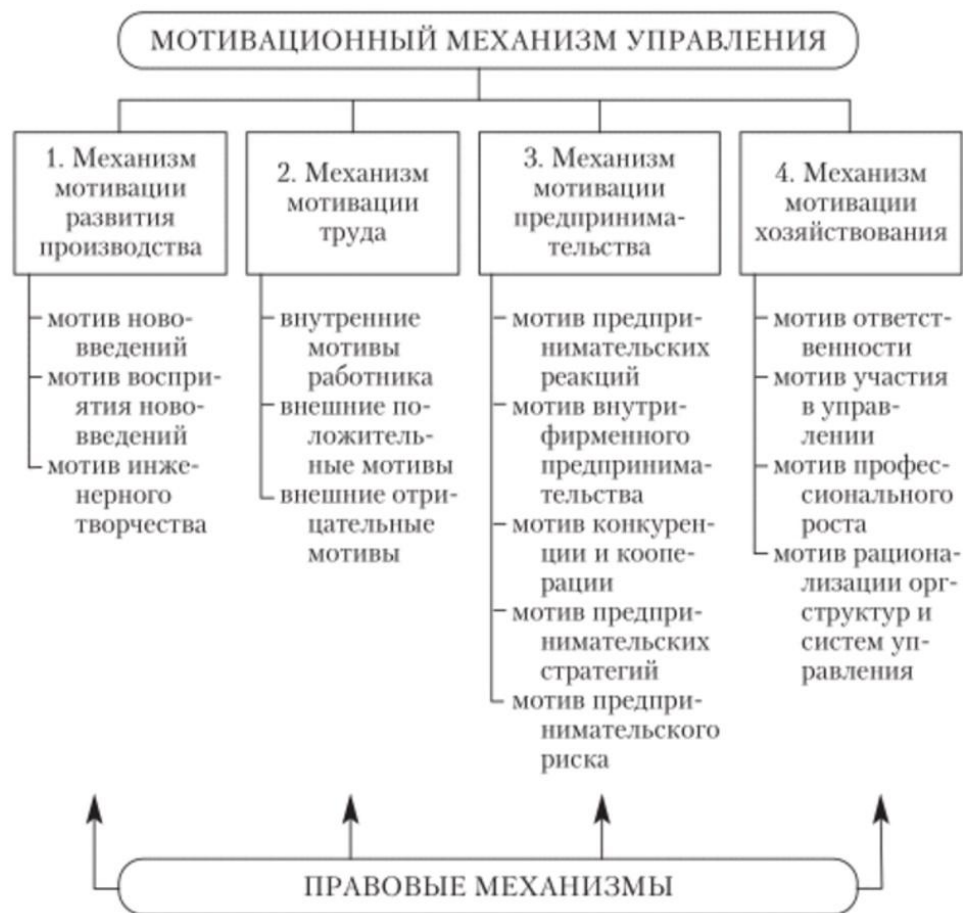 МОТИВАЦИОННЫЙ МЕХАНИЗМ УПРАВЛЕНИЯ
1. Механизм
мотивации
развития
производства
2. Механизм
мотивации
труда
3. Механизм
мотивации
предпринима-
тельства
4. Механизм
мотивации
хозяйствования
мотив ново-
введений
мотив воспри-
ятия ново-
введений
мотив инже-
нерного
творчества
внутренние
мотивы
работника
внешние по-
ложитель-
ные мотивы
внешние отри-
цательные
мотивы
мотив предпри-
нимательских
реакций
мотив внутри-
фирменного
предпринима-
тельства
мотив конкурен-
ции и коопе-
рации
мотив предпри-
нимательских
стратегий
мотив предпри-
нимательского
риска
мотив ответст-
венности
мотив участия
в управ-
лении
мотив профес-
сионального
роста
мотив рационал-
лизации орг-
структур и
систем уп-
равления
ПРАВОВЫЕ МЕХАНИЗМЫ